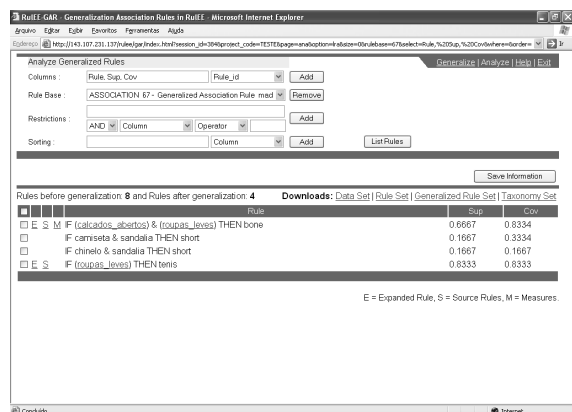 RulEE-GAR - Generalization Association Rules in RulEE - Microsoft Internet Explorer
Arquivo Editar Exibir Favoritos Ferramentas Ajuda
Endereço http://143.107.231.137/rulee/gar/index.html?session_id=384&project_code=TESTE&page=ana&option=lra&size=0&rulebase=67&select=Rule,%20Sup,%20Cov&where=&order= Ir
Analyze Generalized Rules Generalize | Analyze | Help | Exit
Columns : Rule, Sup, Cov Rule_id Add
Rule Base : ASSOCIATION 67 - Generalized Association Rule mad Remove
Restrictions : Add
AND Column Operator
Sorting : Column Add List Rules
Save Information
Rules before generalization: 8 and Rules after generalization: 4 Downloads: Data Set | Rule Set | Generalized Rule Set | Taxonomy Set
Rule Sup Cov
E S M IF (calcados_abertos) & (roupas_leves) THEN bone 0.6667 0.8334
IF camiseta & sandalia THEN short 0.1667 0.3334
IF chinelo & sandalia THEN short 0.1667 0.1667
E S IF (roupas_leves) THEN tenis 0.8333 0.8333
E = Expanded Rule, S = Source Rules, M = Measures.
Concluído Internet